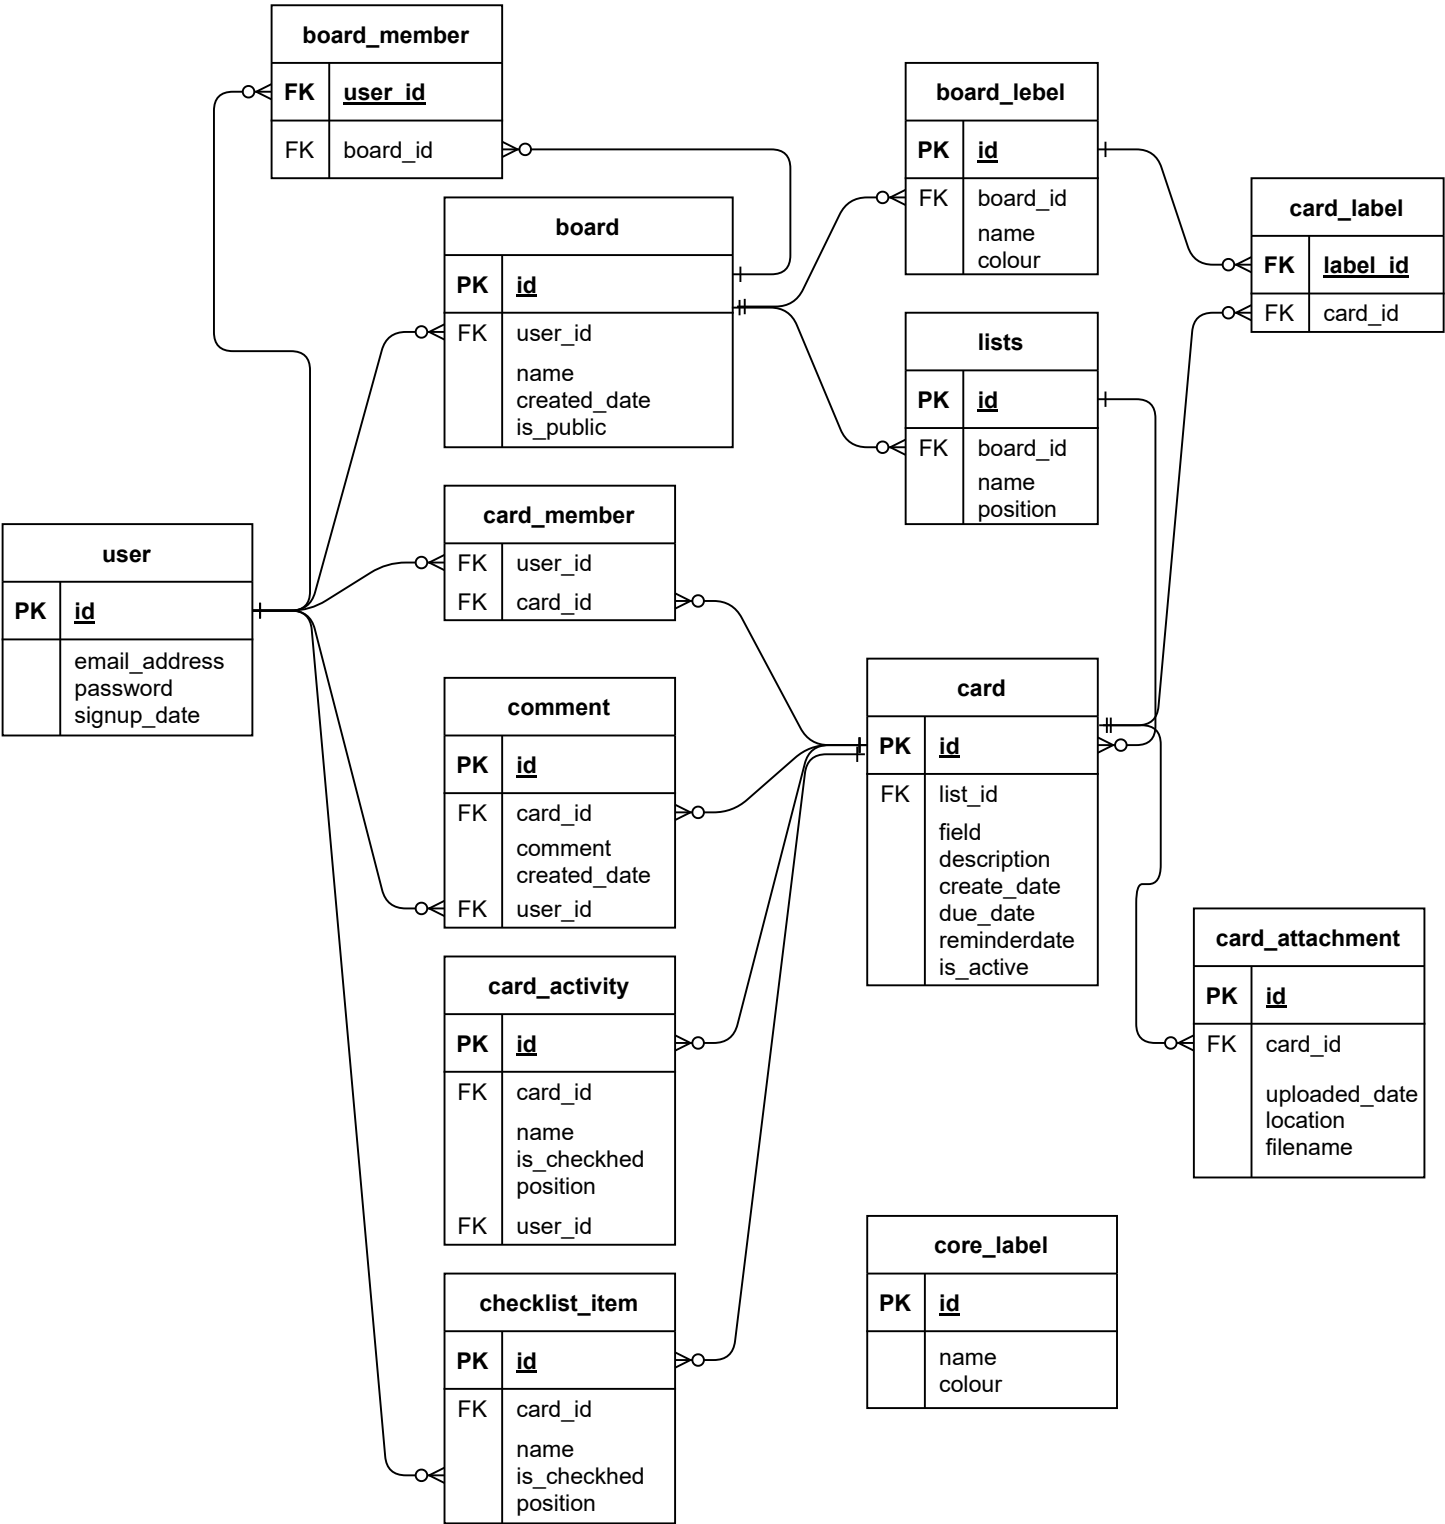 board_member
FK user_id
FK board_id
board_lebel
PK id
FK board_id
name
colour
card_label
FK label_id
FK card_id
board
PK id
FK user_id
name
created_date
is_public
lists
PK id
FK board_id
name
position
card_member
FK user_id
FK card_id
user
PK id
email_address
password
signup_date
comment
PK id
FK card_id
comment
created_date
FK user_id
card
PK id
FK list_id
field
description
create_date
due_date
reminderdate
is_active
card_attachment
PK id
FK card_id
uploaded_date
location
filename
card_activity
PK id
FK card_id
name
is_checkhed
position
FK user_id
core_label
PK id
name
colour
checklist_item
PK id
FK card_id
name
is_checkhed
position